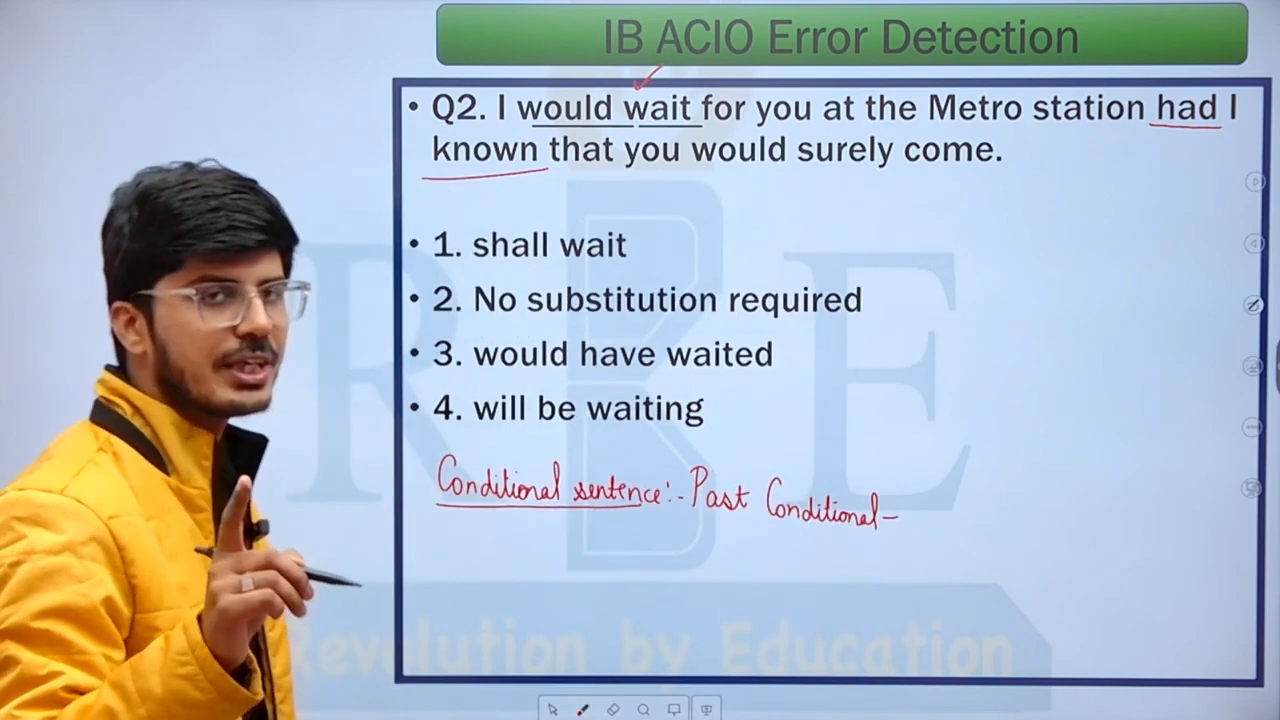 IB ACIO Error Detection
• Q2. I would wait for you at the Metro station had I
known that you would surely come.
• 1. shall wait
• 2. No substitution required
• 3. would have waited
• 4. will be waiting
Conditional sentence:- Past Conditional-
R B E
Revolution by Education